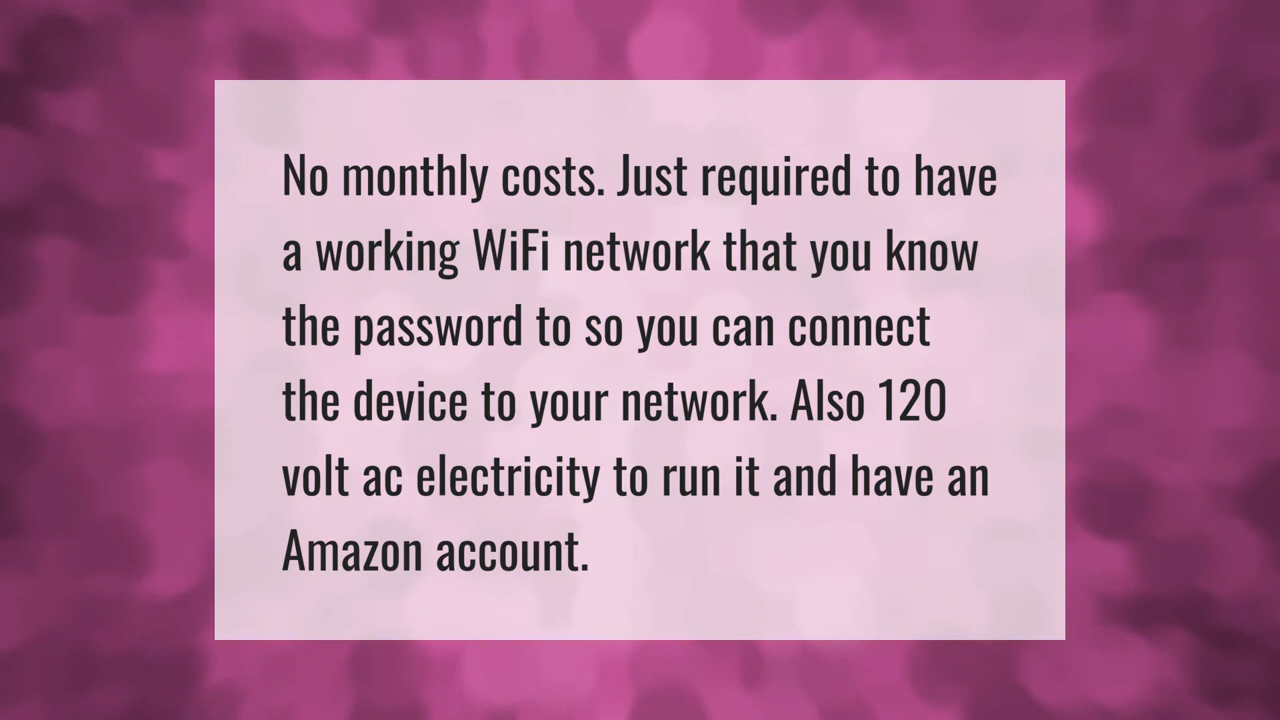 No monthly costs. Just required to have
a working WiFi network that you know
the password to so you can connect
the device to your network. Also 120
volt ac electricity to run it and have an
Amazon account.